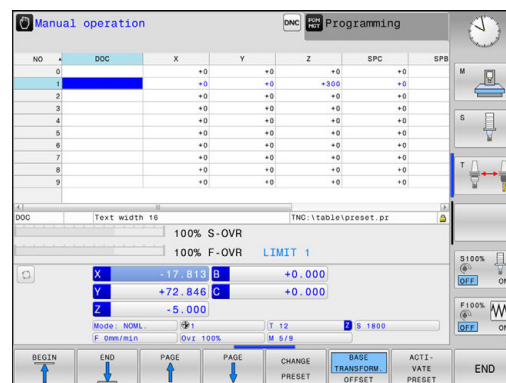 Manual operation
DNC
PGM MGT
Programming
NO DOC X Y Z SPC SPB
0 +0 +0 +0 +0
1 +0 +0 +300 +0
2 +0 +0 +0 +0
3 +0 +0 +0 +0
4 +0 +0 +0 +0
5 +0 +0 +0 +0
6 +0 +0 +0 +0
7 +0 +0 +0 +0
8 +0 +0 +0 +0
9 +0 +0 +0 +0
DOC Text width 16 TNC:\table\preset.pr
100% S-OVR
100% F-OVR LIMIT 1
X -17.813 B +0.000
Y +72.846 C +0.000
Z -5.000
Mode: NOML. 1 T 12 Z S 1800
F 0mm/min Ovr 100% M 5/9
M
S
T
S100%
OFF ON
F100%
OFF ON
BEGIN
END
PAGE
PAGE
CHANGE
PRESET
BASE
TRANSFORM.
OFFSET
ACTI-
VATE
PRESET
END